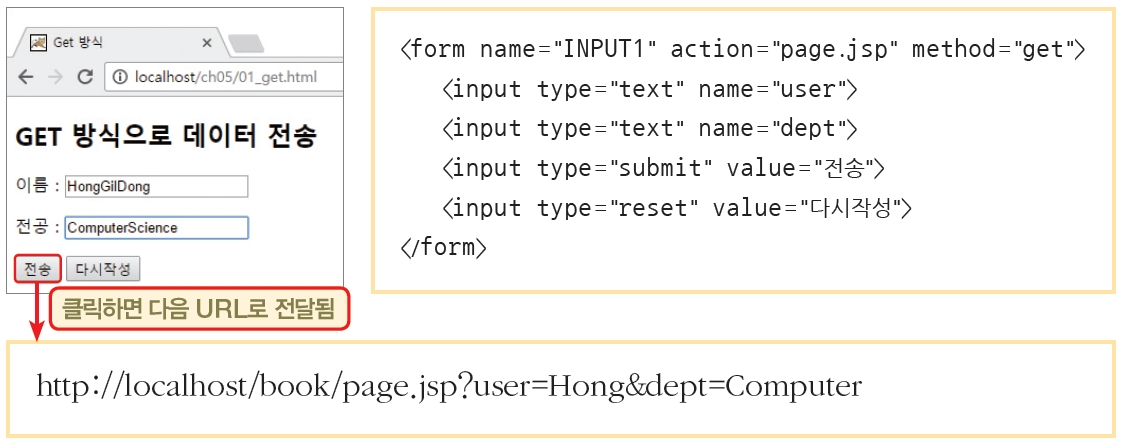 Get 방식
localhost/ch05/01_get.html
GET 방식으로 데이터 전송
이름 : HongGilDong
전공 : ComputerScience
전송 다시작성
클릭하면 다음 URL로 전달됨
<form name="INPUT1" action="page.jsp" method="get">
<input type="text" name="user">
<input type="text" name="dept">
<input type="submit" value="전송">
<input type="reset" value="다시작성">
</form>
http://localhost/book/page.jsp?user=Hong&dept=Computer